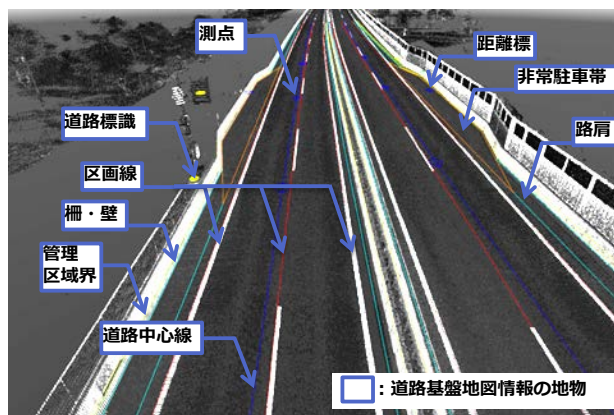 測点
距離標
非常駐車帯
道路標識
路肩
区画線
柵・壁
管理
区域界
道路中心線
：道路基盤地図情報の地物